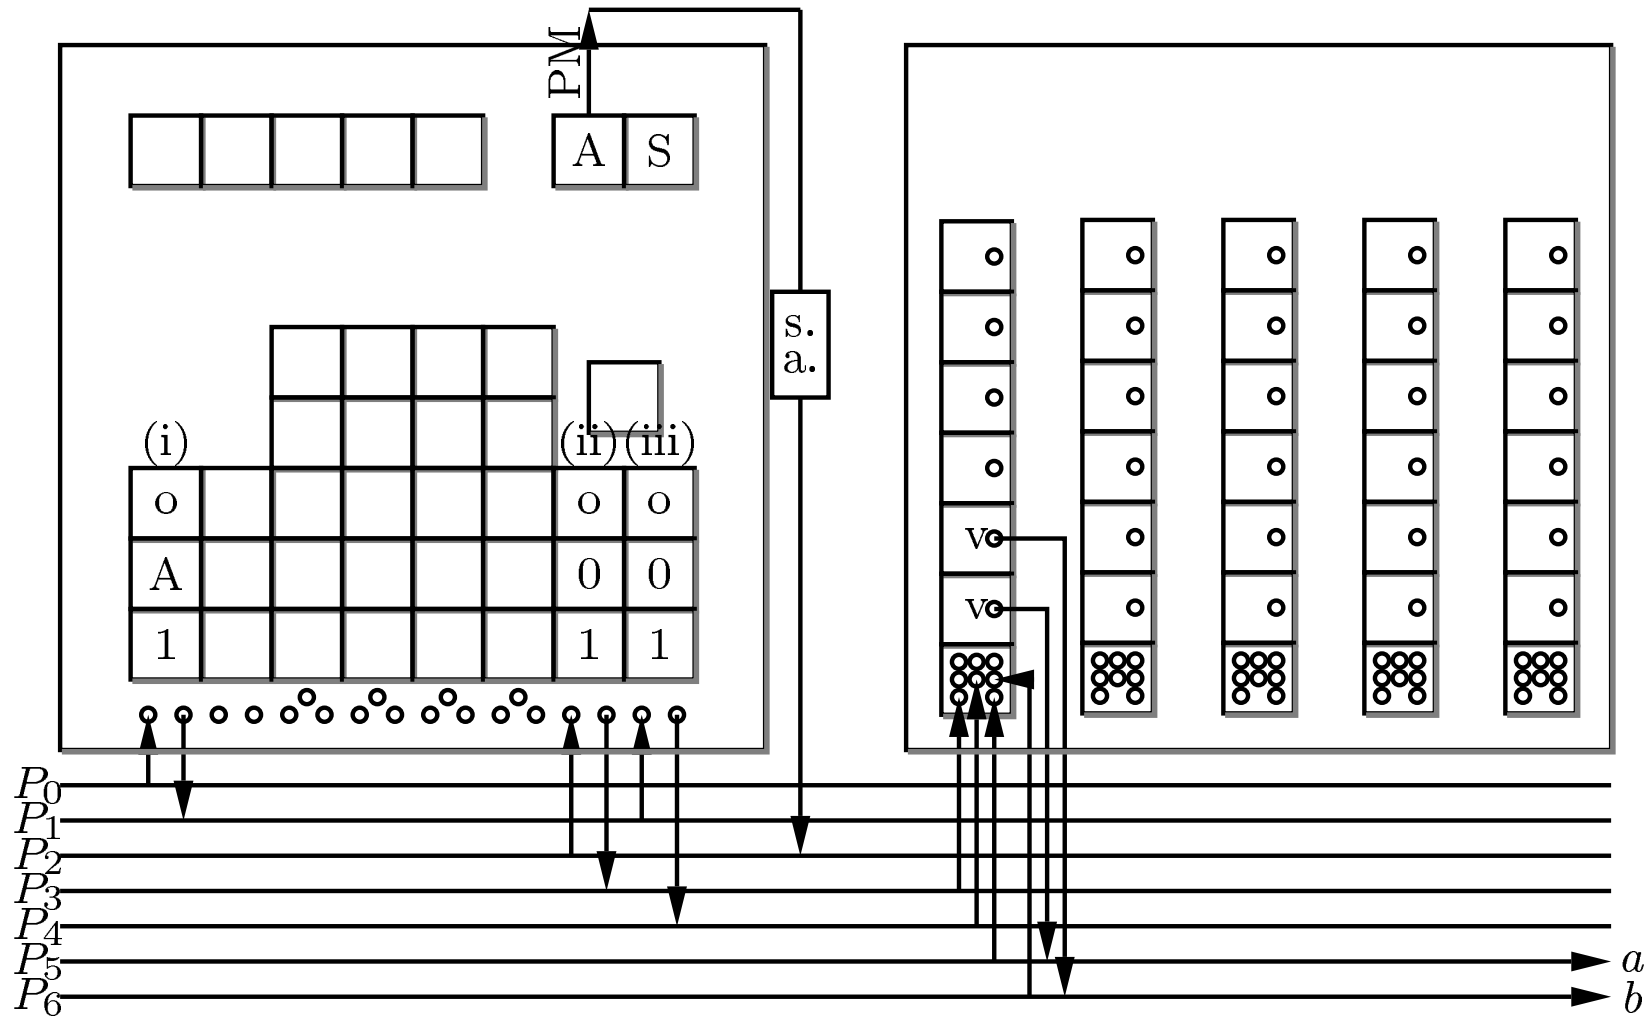 PM
A S
s.
a.
(i) (ii) (iii)
o o o
A 0 0
1 1 1
v
v
P0
P1
P2
P3
P4
P5 a
P6 b